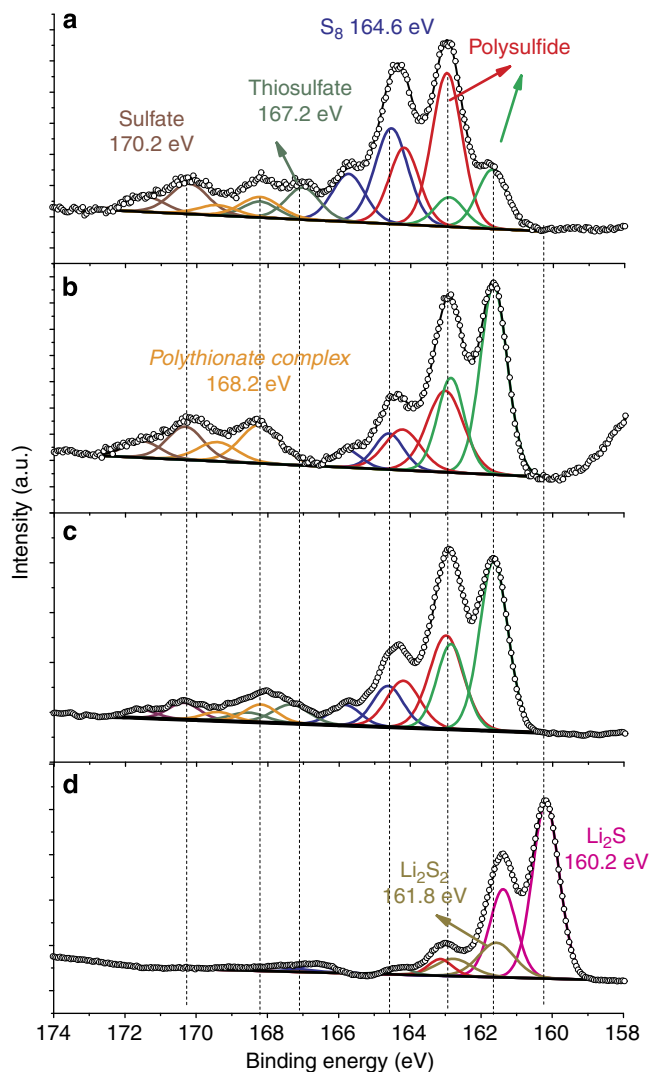 a
S₈ 164.6 eV
Polysulfide
Thiosulfate
167.2 eV
Sulfate
170.2 eV
b
Polythionate complex
168.2 eV
Intensity (a.u.)
c
d
Li₂S
160.2 eV
Li₂S₂
161.8 eV
174 172 170 168 166 164 162 160 158
Binding energy (eV)